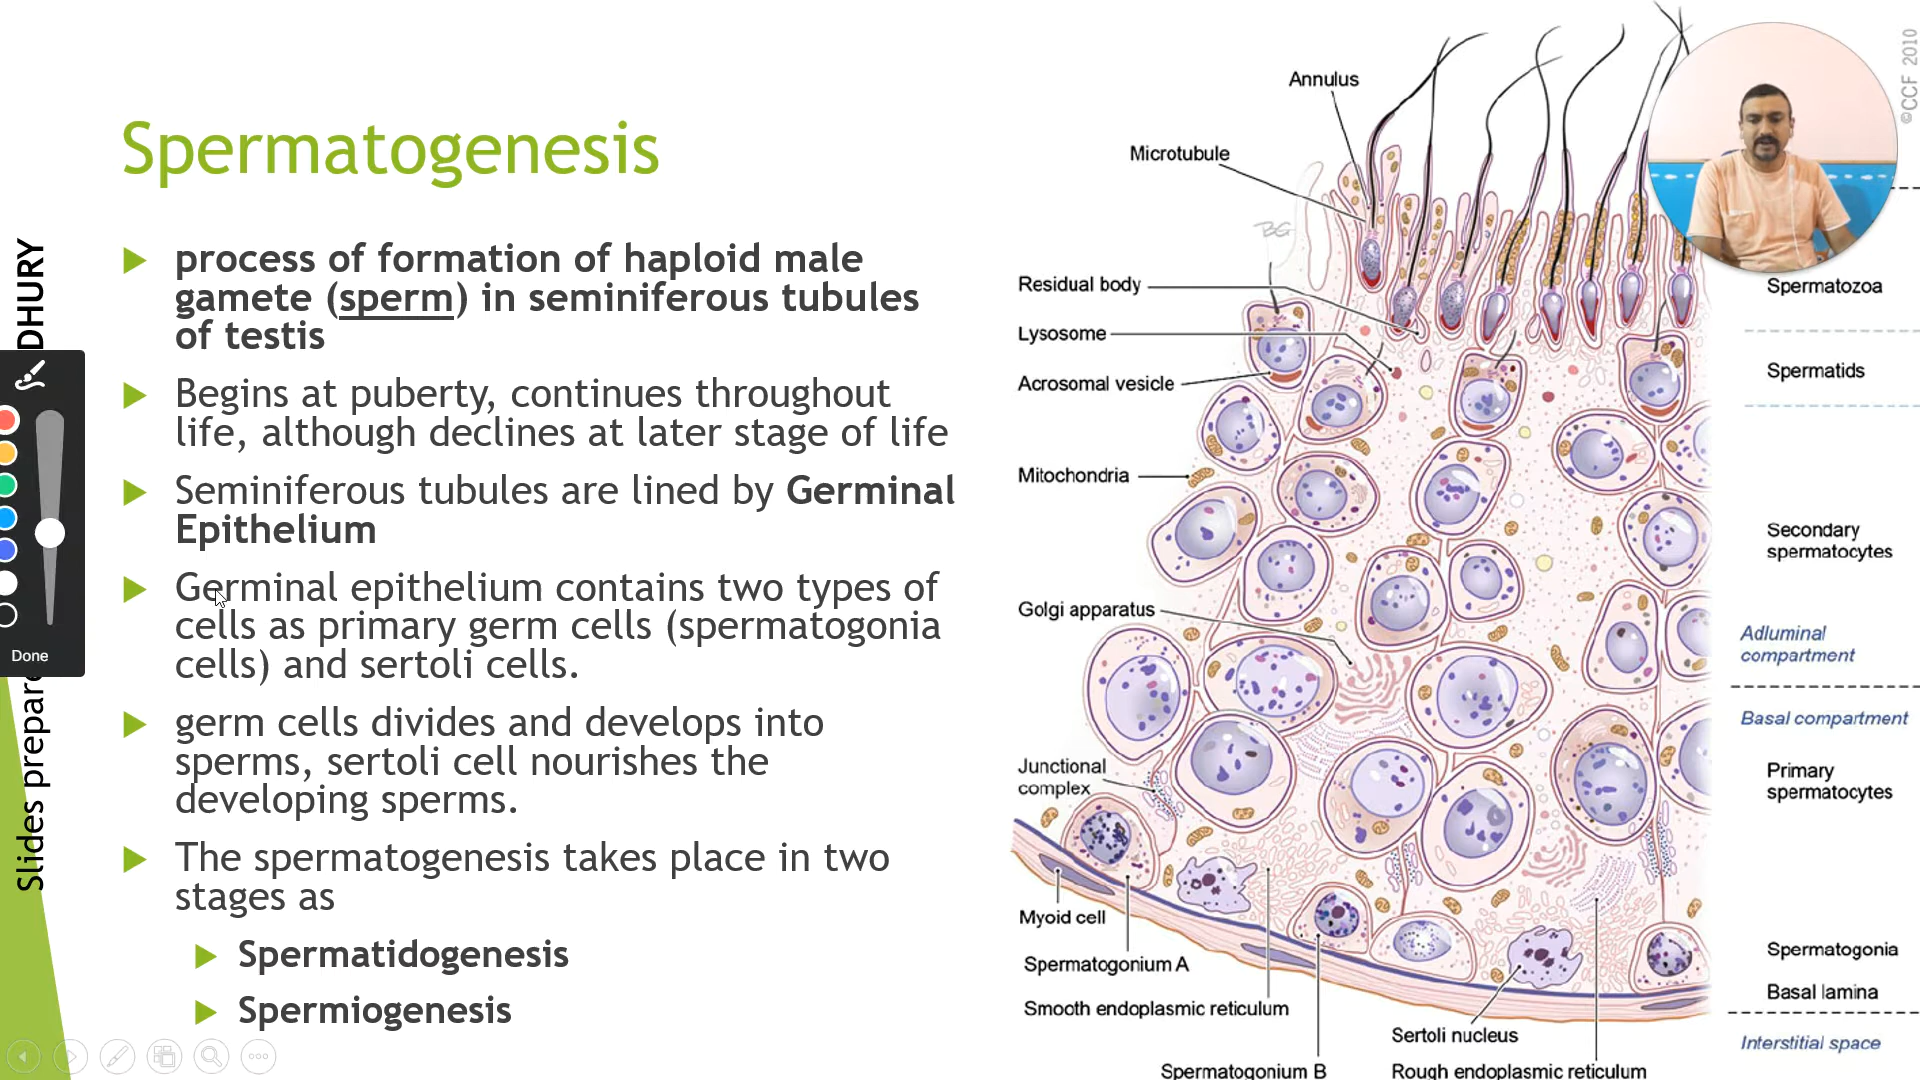 Spermatogenesis
process of formation of haploid male
gamete (sperm) in seminiferous tubules
of testis
Begins at puberty, continues throughout
life, although declines at later stage of life
Seminiferous tubules are lined by Germinal
Epithelium
Germinal epithelium contains two types of
cells as primary germ cells (spermatogonia
cells) and sertoli cells.
germ cells divides and develops into
sperms, sertoli cell nourishes the
developing sperms.
The spermatogenesis takes place in two
stages as
Spermatidogenesis
Spermiogenesis
Slides prepare
DHURY
Done
Annulus
Microtubule
Residual body
Lysosome
Acrosomal vesicle
Mitochondria
Golgi apparatus
Junctional
complex
Myoid cell
Spermatogonium A
Smooth endoplasmic reticulum
Spermatogonium B
Sertoli nucleus
Rough endoplasmic reticulum
©CCF 2010
Spermatozoa
Spermatids
Secondary
spermatocytes
Adluminal
compartment
Basal compartment
Primary
spermatocytes
Spermatogonia
Basal lamina
Interstitial space